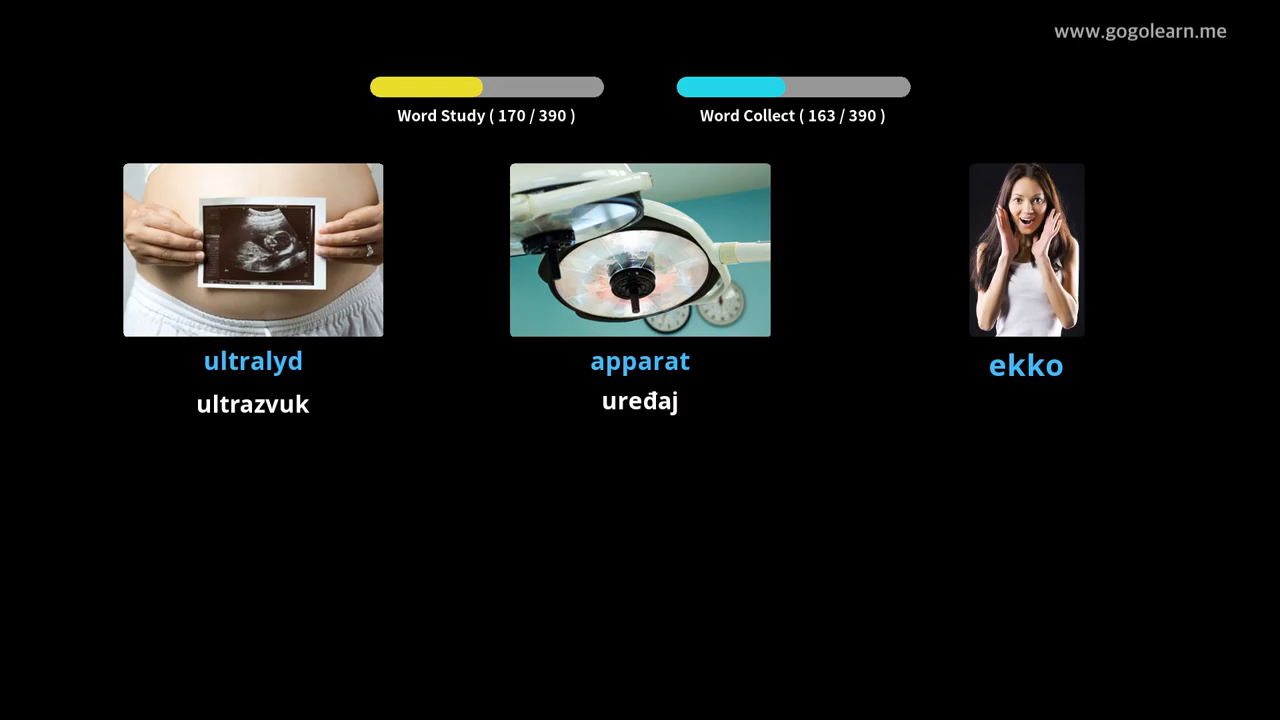 www.gogolearn.me
Word Study ( 170 / 390 )
Word Collect ( 163 / 390 )
ultralyd
apparat
ekko
ultrazvuk
uređaj